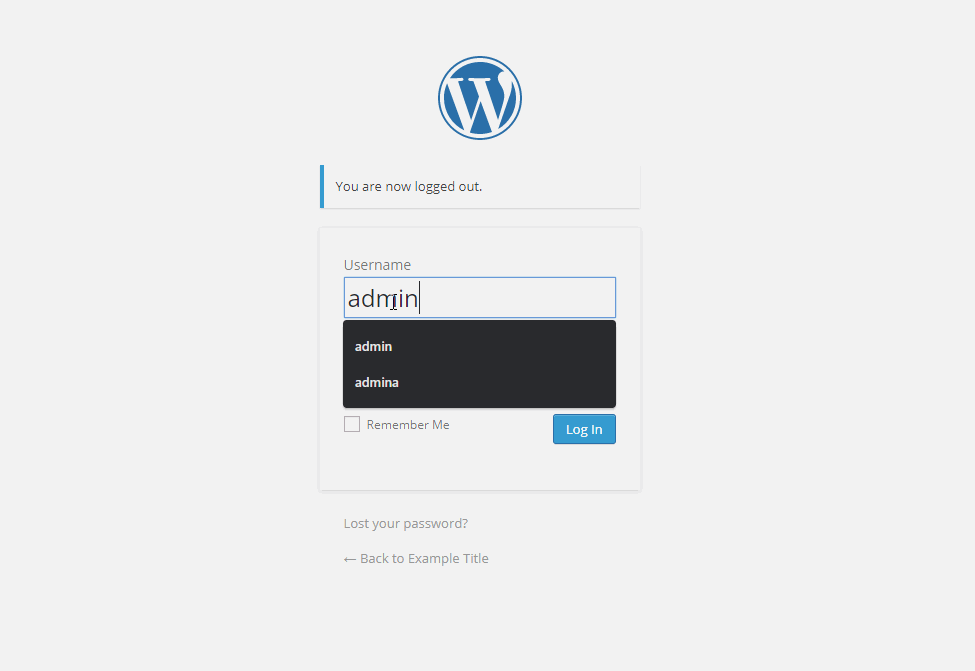 You are now logged out.
Username
admin
admin
admina
Remember Me
Log In
Lost your password?
← Back to Example Title